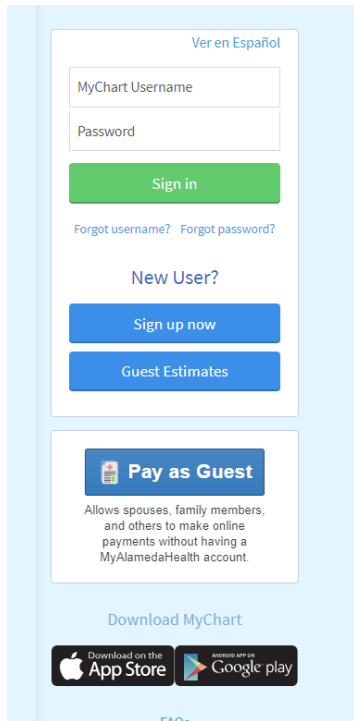 Ver en Español
MyChart Username
Password
Sign in
Forgot username? Forgot password?
New User?
Sign up now
Guest Estimates
Pay as Guest
Allows spouses, family members,
and others to make online
payments without having a
MyAlamedaHealth account.
Download MyChart
Download on the
App Store
ANDROID APP ON
Google play
FAQs